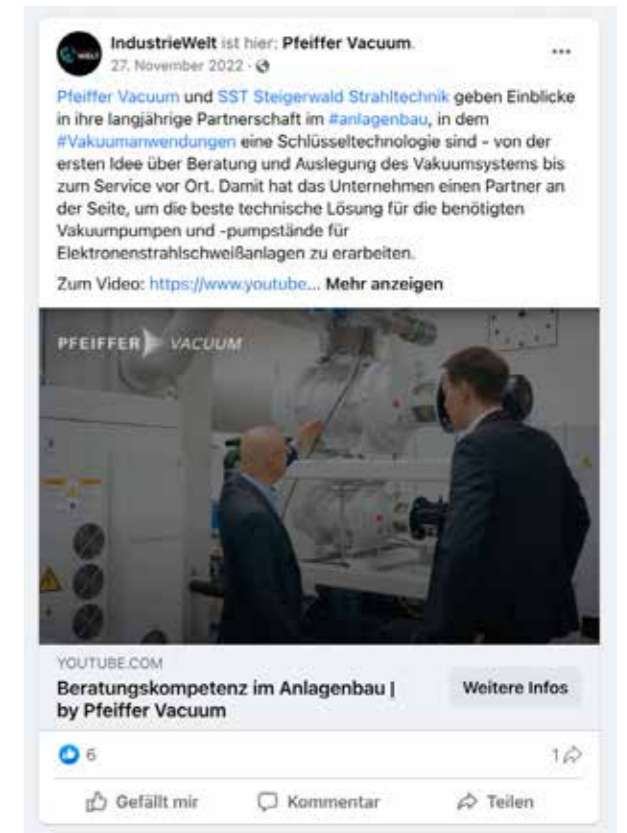 WELT
IndustrieWelt ist hier: Pfeiffer Vacuum.
27. November 2022 ·
Pfeiffer Vacuum und SST Steigerwald Strahltechnik geben Einblicke
in ihre langjährige Partnerschaft im #anlagenbau, in dem
#Vakuumanwendungen eine Schlüsseltechnologie sind - von der
ersten Idee über Beratung und Auslegung des Vakuumsystems bis
zum Service vor Ort. Damit hat das Unternehmen einen Partner an
der Seite, um die beste technische Lösung für die benötigten
Vakuumpumpen und -pumpstände für
Elektronenstrahlschweißanlagen zu erarbeiten.
Zum Video: https://www.youtube... Mehr anzeigen
PFEIFFER VACUUM
YOUTUBE.COM
Beratungskompetenz im Anlagenbau |
by Pfeiffer Vacuum
Weitere Infos
6
1
Gefällt mir
Kommentar
Teilen